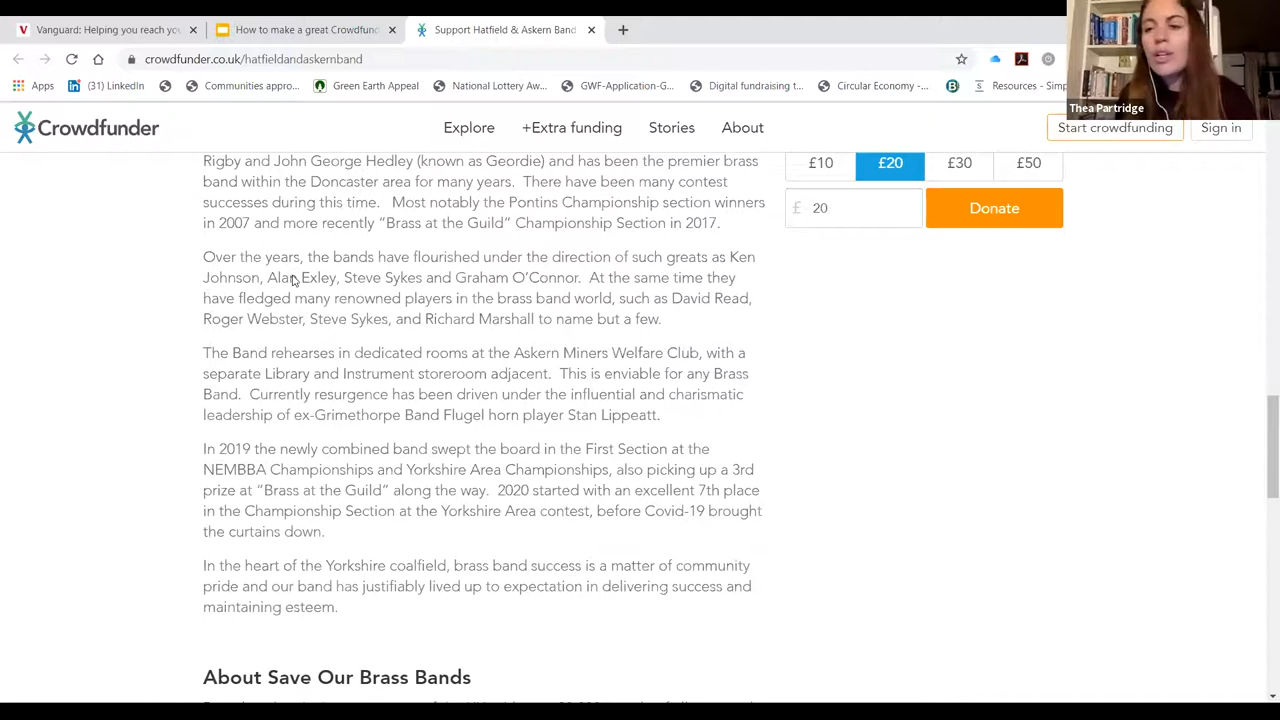 Vanguard: Helping you reach you
How to make a great Crowdfund
Support Hatfield & Askern Band
crowdfunder.co.uk/hatfieldandaskernband
Apps
(31) LinkedIn
Communities appro...
Green Earth Appeal
National Lottery Aw...
GWF-Application-G...
Digital fundraising t...
Circular Economy -...
Resources - Simp
Thea Partridge
Crowdfunder
Explore
+Extra funding
Stories
About
Start crowdfunding
Sign in
Rigby and John George Hedley (known as Geordie) and has been the premier brass
band within the Doncaster area for many years. There have been many contest
successes during this time. Most notably the Pontins Championship section winners
in 2007 and more recently “Brass at the Guild” Championship Section in 2017.
£10
£20
£30
£50
£ 20
Donate
Over the years, the bands have flourished under the direction of such greats as Ken
Johnson, Alan Exley, Steve Sykes and Graham O’Connor. At the same time they
have fledged many renowned players in the brass band world, such as David Read,
Roger Webster, Steve Sykes, and Richard Marshall to name but a few.
The Band rehearses in dedicated rooms at the Askern Miners Welfare Club, with a
separate Library and Instrument storeroom adjacent. This is enviable for any Brass
Band. Currently resurgence has been driven under the influential and charismatic
leadership of ex-Grimethorpe Band Flugel horn player Stan Lippeatt.
In 2019 the newly combined band swept the board in the First Section at the
NEMBBA Championships and Yorkshire Area Championships, also picking up a 3rd
prize at “Brass at the Guild” along the way. 2020 started with an excellent 7th place
in the Championship Section at the Yorkshire Area contest, before Covid-19 brought
the curtains down.
In the heart of the Yorkshire coalfield, brass band success is a matter of community
pride and our band has justifiably lived up to expectation in delivering success and
maintaining esteem.
About Save Our Brass Bands